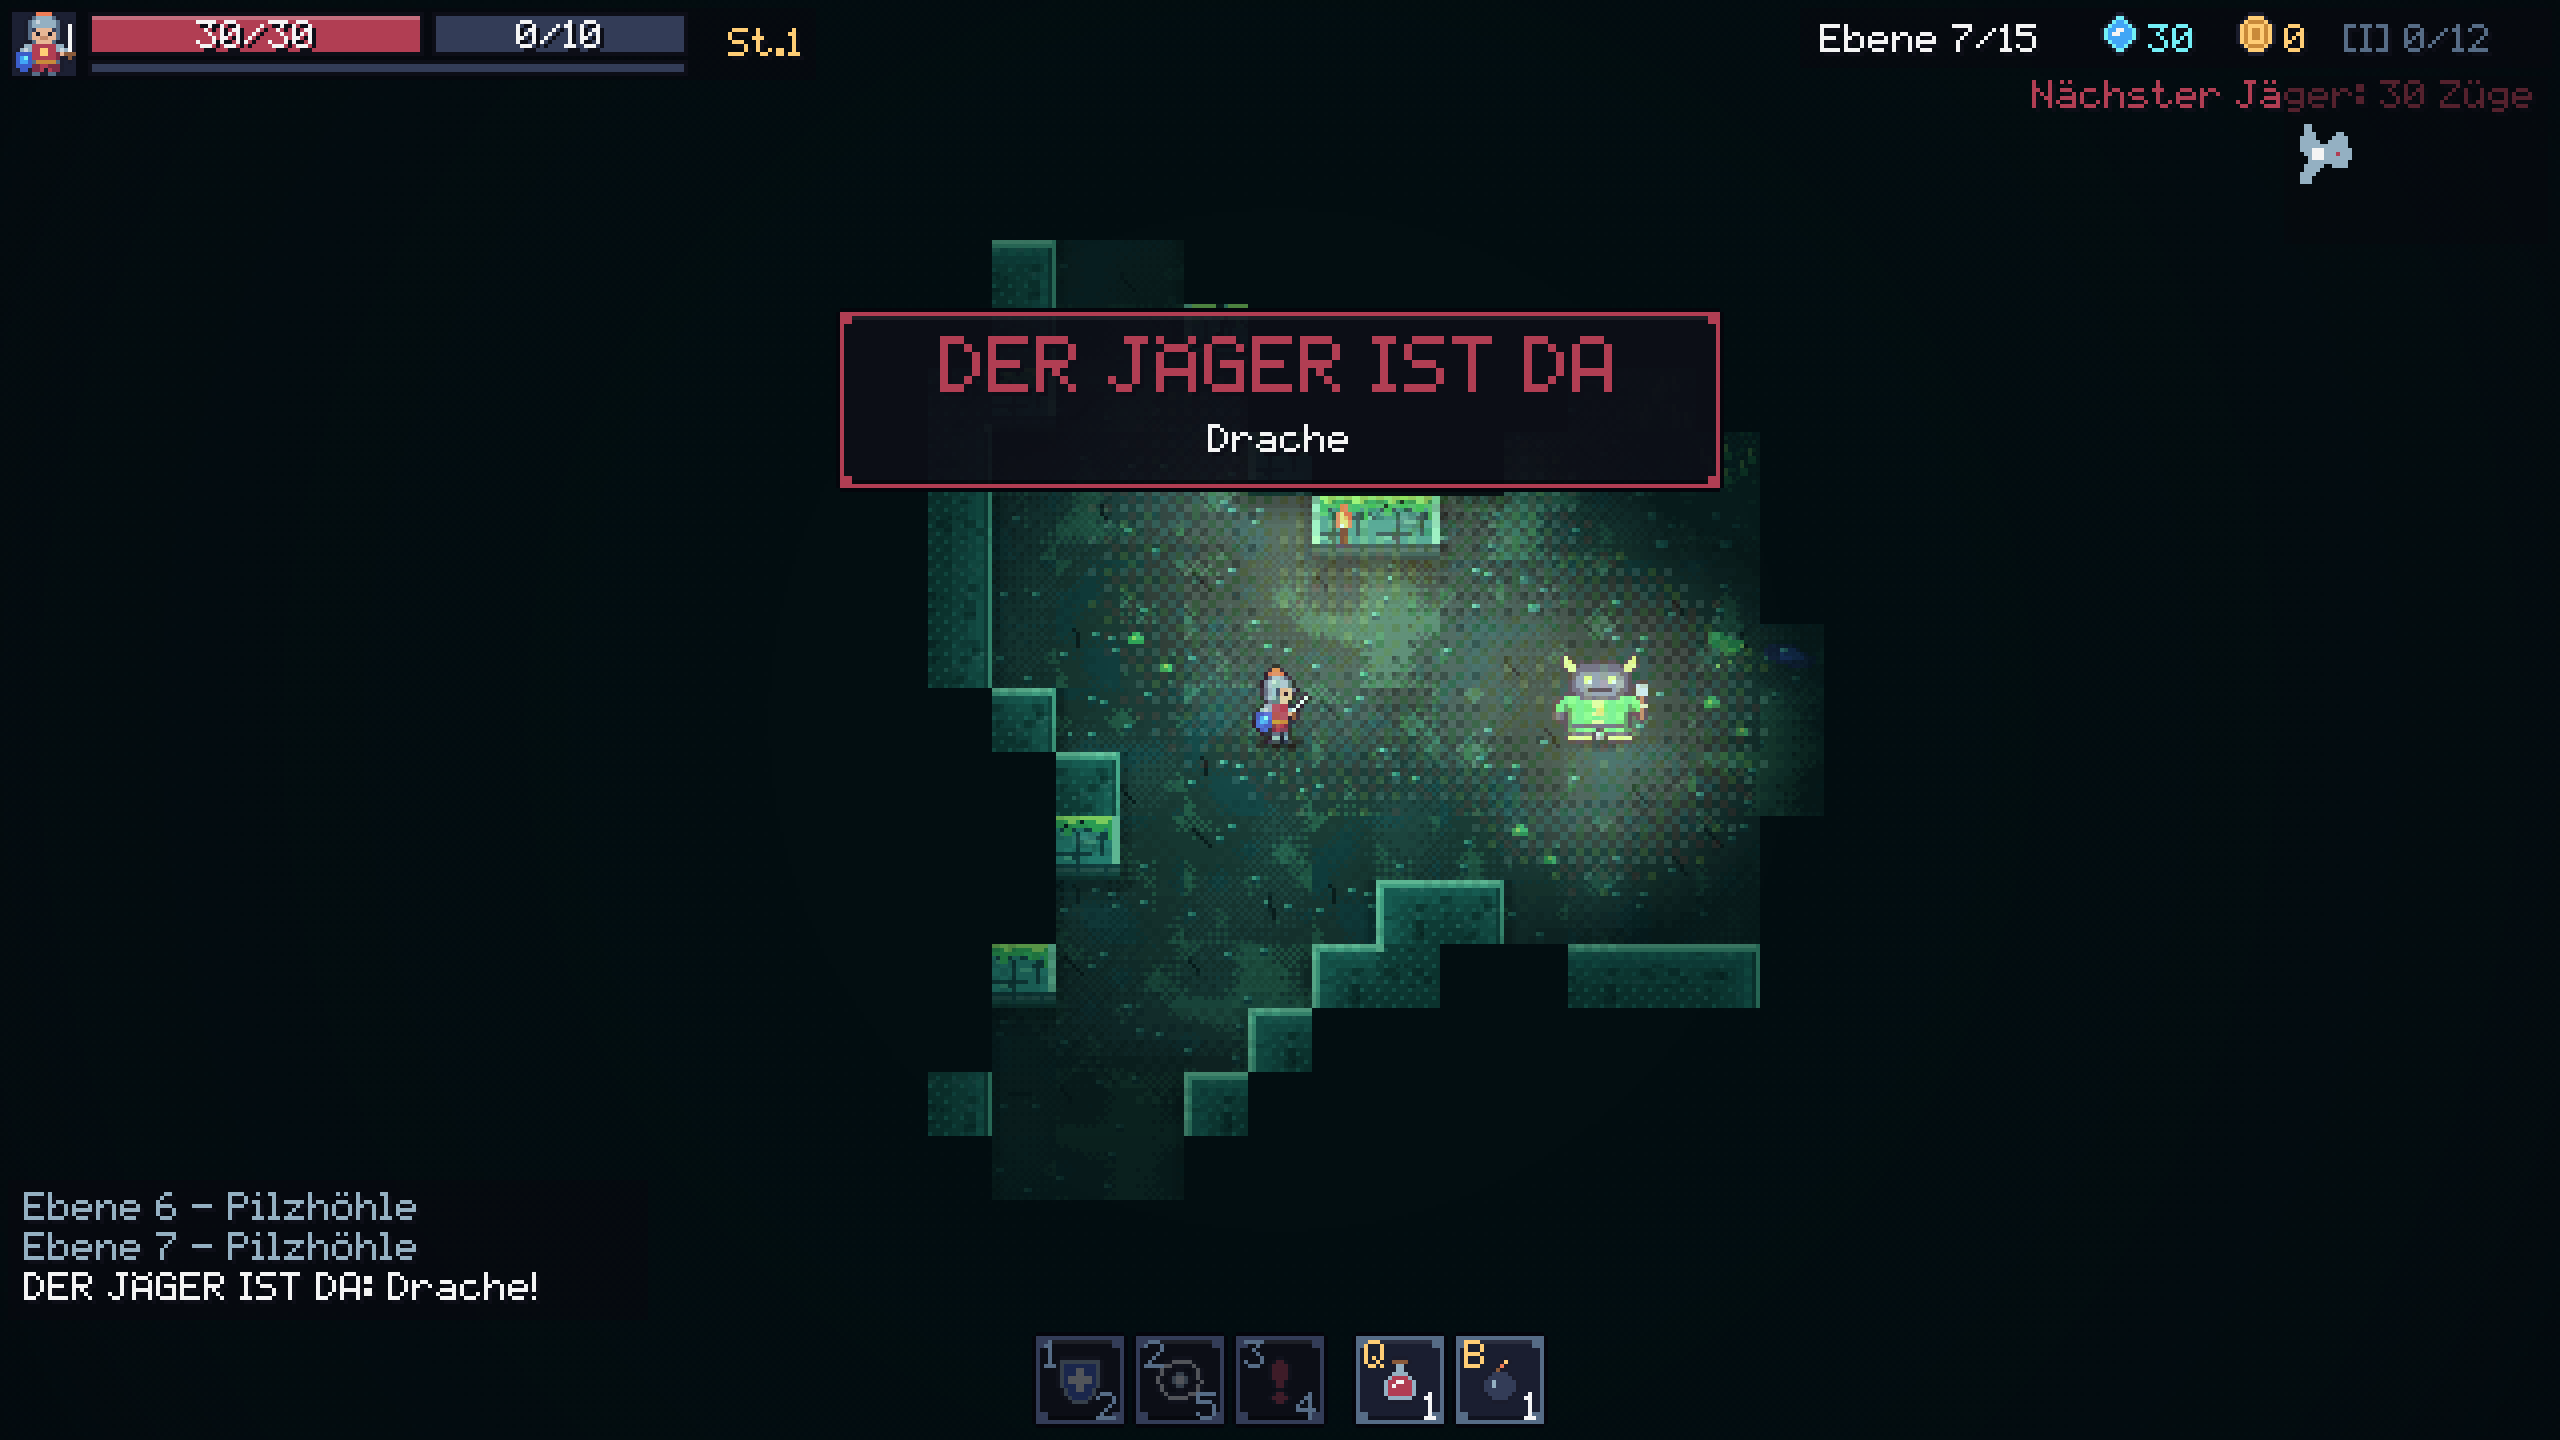 30/30 0/10 St.1 Ebene 7/15 30 0 [I] 0/12
Nächster Jäger: 30 Züge
DER JÄGER IST DA
Drache
Ebene 6 - Pilzhöhle
Ebene 7 - Pilzhöhle
DER JÄGER IST DA: Drache!
1 2 3 Q B
2 5 4 1 1